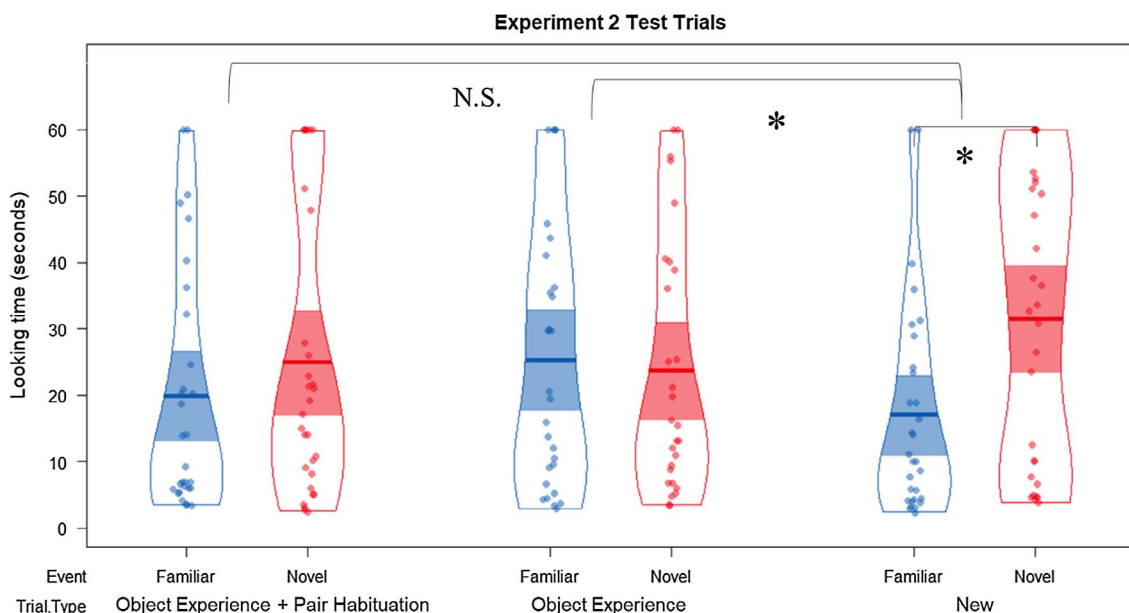 Experiment 2 Test Trials
N.S.
*
*
Looking time (seconds)
60
50
40
30
20
10
0
Event Familiar Novel Familiar Novel Familiar Novel
Trial.Type Object Experience + Pair Habituation Object Experience New